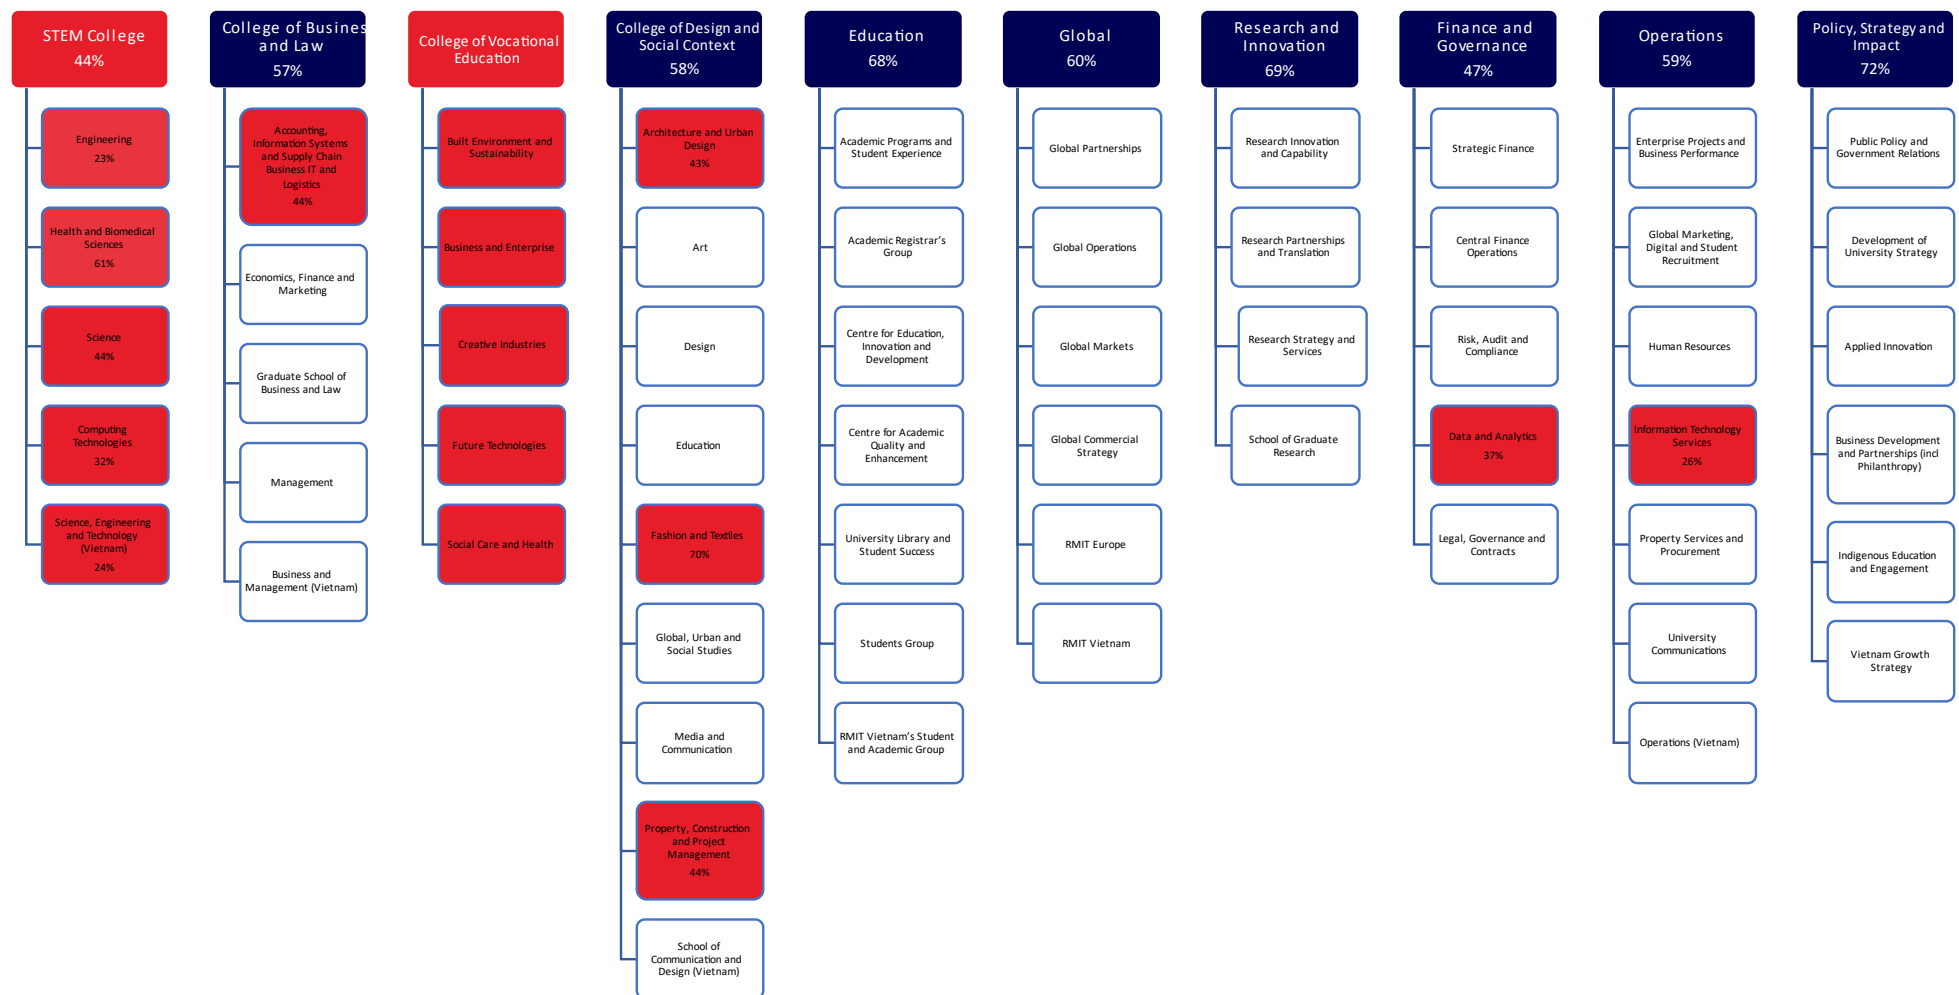 STEM College
44%
Engineering
23%
Health and Biomedical
Sciences
61%
Science
44%
Computing
Technologies
32%
Science, Engineering
and Technology
(Vietnam)
24%
College of Busines
and Law
57%
Accounting,
Information Systems
and Supply Chain
Business IT and
Logistics
44%
Economics, Finance and
Marketing
Graduate School of
Business and Law
Management
Business and
Management (Vietnam)
College of Vocational
Education
Built Environment and
Sustainability
Business and Enterprise
Creative Industries
Future Technologies
Social Care and Health
College of Design and
Social Context
58%
Architecture and Urban
Design
43%
Art
Design
Education
Fashion and Textiles
70%
Global, Urban and
Social Studies
Media and
Communication
Property, Construction
and Project
Management
44%
School of
Communication and
Design (Vietnam)
Education
68%
Academic Programs and
Student Experience
Academic Registrar’s
Group
Centre for Education,
Innovation and
Development
Centre for Academic
Quality and
Enhancement
University Library and
Student Success
Students Group
RMIT Vietnam’s Student
and Academic Group
Global
60%
Global Partnerships
Global Operations
Global Markets
Global Commercial
Strategy
RMIT Europe
RMIT Vietnam
Research and
Innovation
69%
Research Innovation
and Capability
Research Partnerships
and Translation
Research Strategy and
Services
School of Graduate
Research
Finance and
Governance
47%
Strategic Finance
Central Finance
Operations
Risk, Audit and
Compliance
Data and Analytics
37%
Legal, Governance and
Contracts
Operations
59%
Enterprise Projects and
Business Performance
Global Marketing,
Digital and Student
Recruitment
Human Resources
Information Technology
Services
26%
Property Services and
Procurement
University
Communications
Operations (Vietnam)
Policy, Strategy and
Impact
72%
Public Policy and
Government Relations
Development of
University Strategy
Applied Innovation
Business Development
and Partnerships (incl
Philanthropy)
Indigenous Education
and Engagement
Vietnam Growth
Strategy